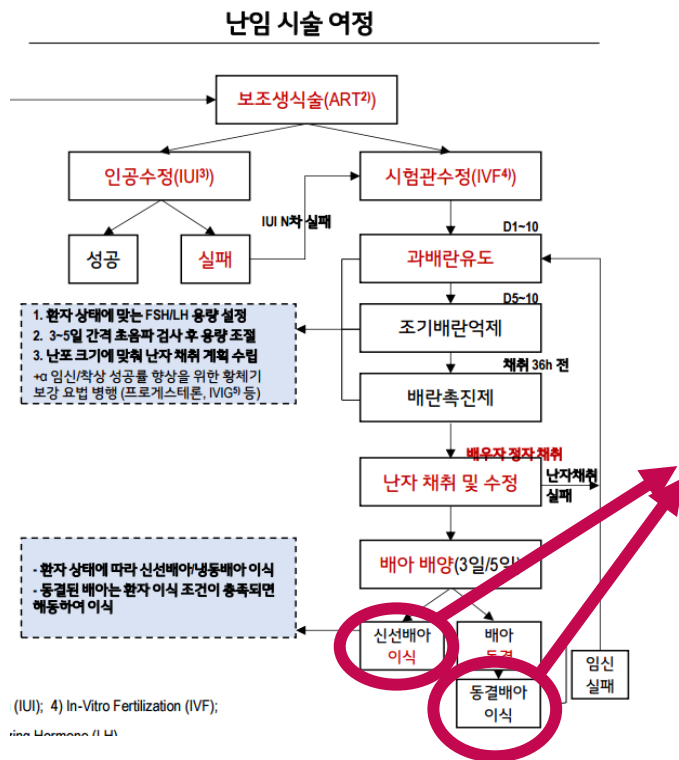 난임 시술 여정
보조생식술(ART²⁾)
인공수정(IUI³⁾)
시험관수정(IVF⁴⁾)
IUI N차 실패
D1~10
성공
실패
과배란유도
D5~10
1. 환자 상태에 맞는 FSH/LH 용량 설정
2. 3~5일 간격 초음파 검사 후 용량 조절
3. 난포 크기에 맞춰 난자 채취 계획 수립
+α 임신/착상 성공률 향상을 위한 황체기
보강 요법 병행 (프로게스테론, IVIG⁵⁾ 등)
조기배란억제
채취 36h 전
배란촉진제
배우자 정자 채취
난자 채취 및 수정
난자채취
실패
배아 배양(3일/5일)
- 환자 상태에 따라 신선배아/냉동배아 이식
- 동결된 배아는 환자 이식 조건이 충족되면
해동하여 이식
신선배아
이식
배아
동결
동결배아
이식
임신
실패
(IUI); 4) In-Vitro Fertilization (IVF);
Hormone (LH)